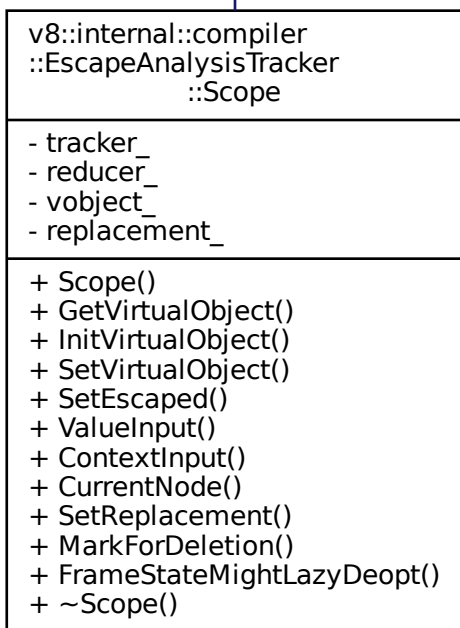 v8::internal::compiler
::EscapeAnalysisTracker
::Scope
- tracker_
- reducer_
- vobject_
- replacement_
+ Scope()
+ GetVirtualObject()
+ InitVirtualObject()
+ SetVirtualObject()
+ SetEscaped()
+ ValueInput()
+ ContextInput()
+ CurrentNode()
+ SetReplacement()
+ MarkForDeletion()
+ FrameStateMightLazyDeopt()
+ ~Scope()